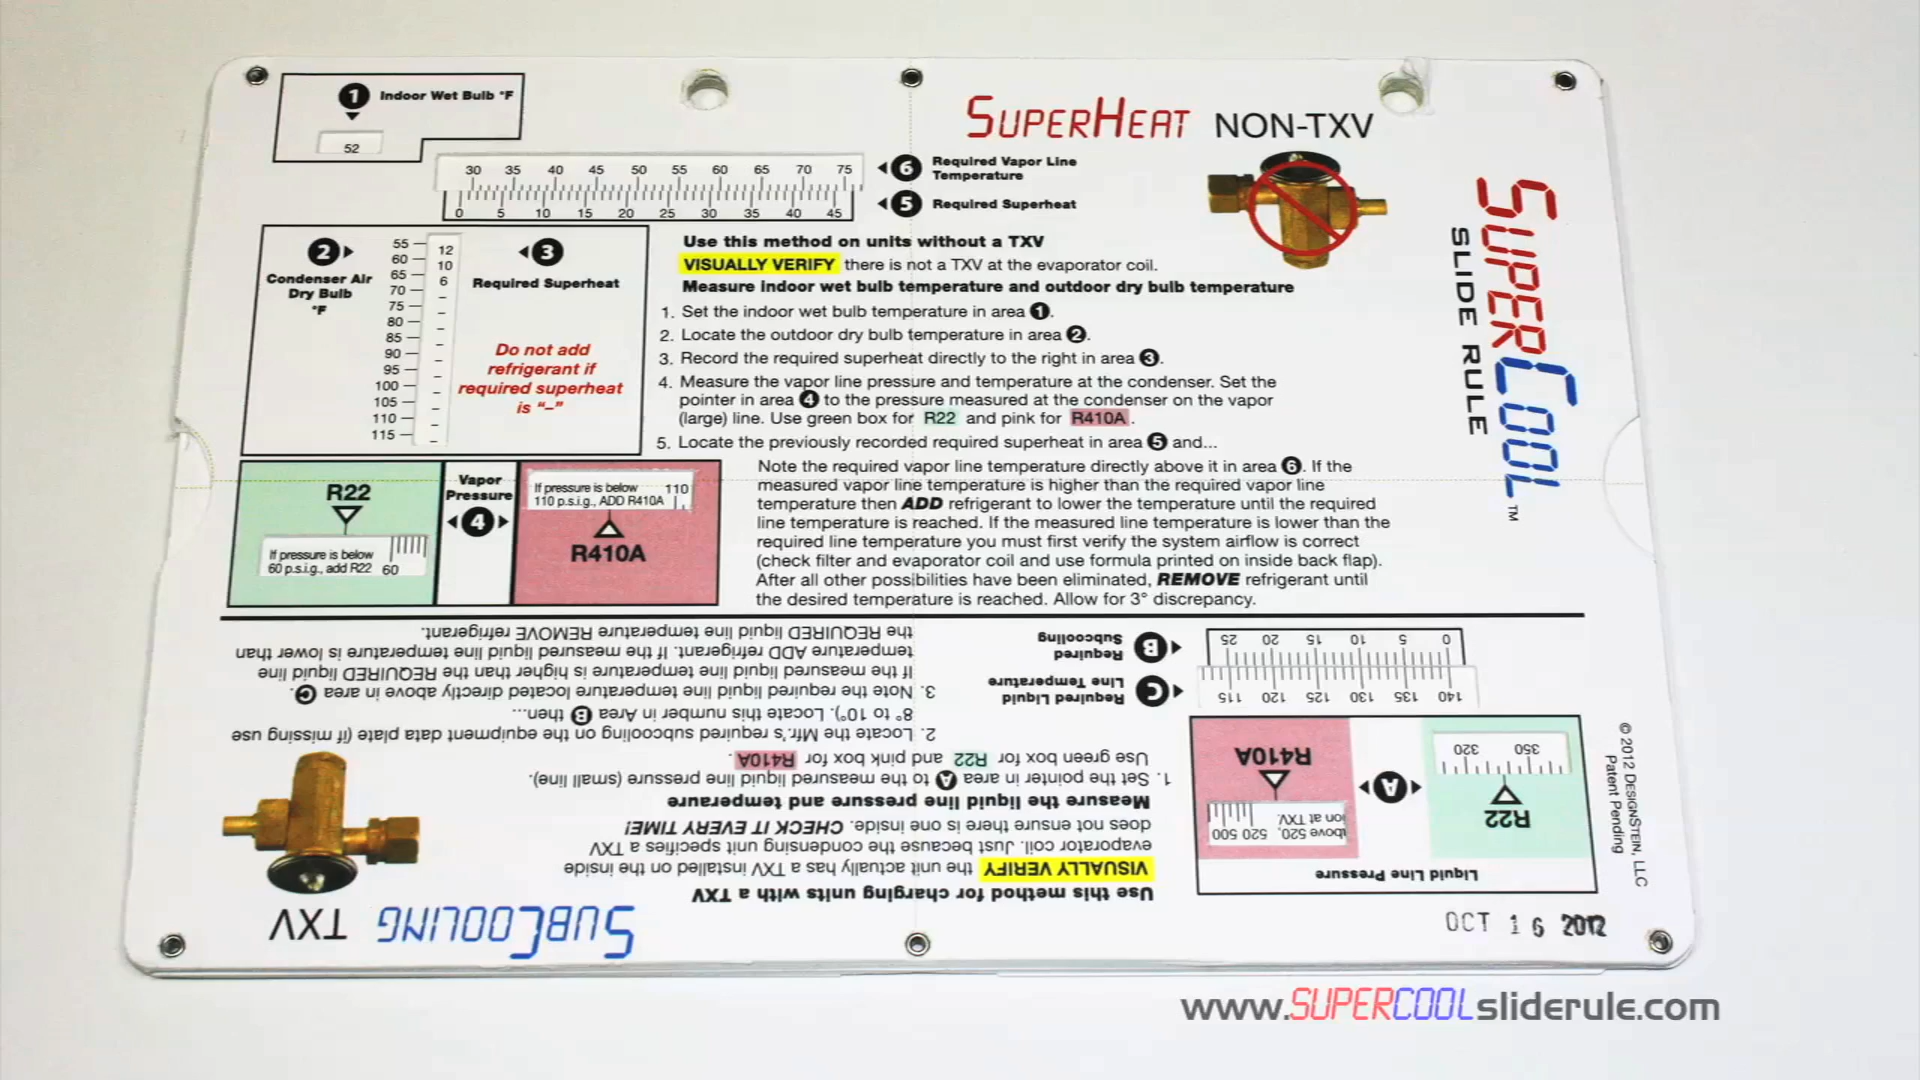 1 Indoor Wet Bulb °F
52
SUPERHEAT NON-TXV
30 35 40 45 50 55 60 65 70 75
6 Required Vapor Line
Temperature
0 5 10 15 20 25 30 35 40 45
5 Required Superheat
2
Condenser Air
Dry Bulb
°F
55 12
60 10
65 6
70 –
75 –
80 –
85 –
90 –
95 –
100 –
105 –
110 –
115 –
3
Required Superheat
Do not add
refrigerant if
required superheat
is “–”
Use this method on units without a TXV
VISUALLY VERIFY there is not a TXV at the evaporator coil.
Measure indoor wet bulb temperature and outdoor dry bulb temperature
1. Set the indoor wet bulb temperature in area 1.
2. Locate the outdoor dry bulb temperature in area 2.
3. Record the required superheat directly to the right in area 3.
4. Measure the vapor line pressure and temperature at the condenser. Set the
pointer in area 4 to the pressure measured at the condenser on the vapor
(large) line. Use green box for R22 and pink for R410A.
5. Locate the previously recorded required superheat in area 5 and...
Note the required vapor line temperature directly above it in area 6. If the
measured vapor line temperature is higher than the required vapor line
temperature then ADD refrigerant to lower the temperature until the required
line temperature is reached. If the measured line temperature is lower than the
required line temperature you must first verify the system airflow is correct
(check filter and evaporator coil and use formula printed on inside back flap).
After all other possibilities have been eliminated, REMOVE refrigerant until
the desired temperature is reached. Allow for 3° discrepancy.
R22
If pressure is below
60 p.s.i.g., add R22 60
Vapor
Pressure
4
If pressure is below 110
110 p.s.i.g., ADD R410A
R410A
SUPERCOOL™
SLIDE RULE
SUBCOOLING TXV
Use this method for charging units with a TXV
VISUALLY VERIFY the unit actually has a TXV installed on the inside
evaporator coil. Just because the condensing unit specifies a TXV
does not ensure there is one inside. CHECK IT EVERY TIME!
Measure the liquid line pressure and temperaure
1. Set the pointer in area A to the measured liquid line pressure (small line).
Use green box for R22 and pink box for R410A.
2. Locate the Mfr.'s required subcooling on the equipment data plate (if missing use
8° to 10°). Locate this number in Area B then...
3. Note the required liquid line temperature located directly above in area C.
If the measured liquid line temperature is higher than the REQUIRED liquid line
temperature ADD refrigerant. If the measured liquid line temperature is lower than
the REQUIRED liquid line temperature REMOVE refrigerant.
Liquid Line Pressure
R22
350 320
A
above 520, 520 500
ion at TXV.
R410A
140 135 130 125 120 115
C Required Liquid
Line Temperature
0 5 10 15 20 25
B Required
Subcooling
© 2012 DESIGNSTEIN, LLC
Patent Pending
OCT 16 2012
www.SUPERCOOLsliderule.com